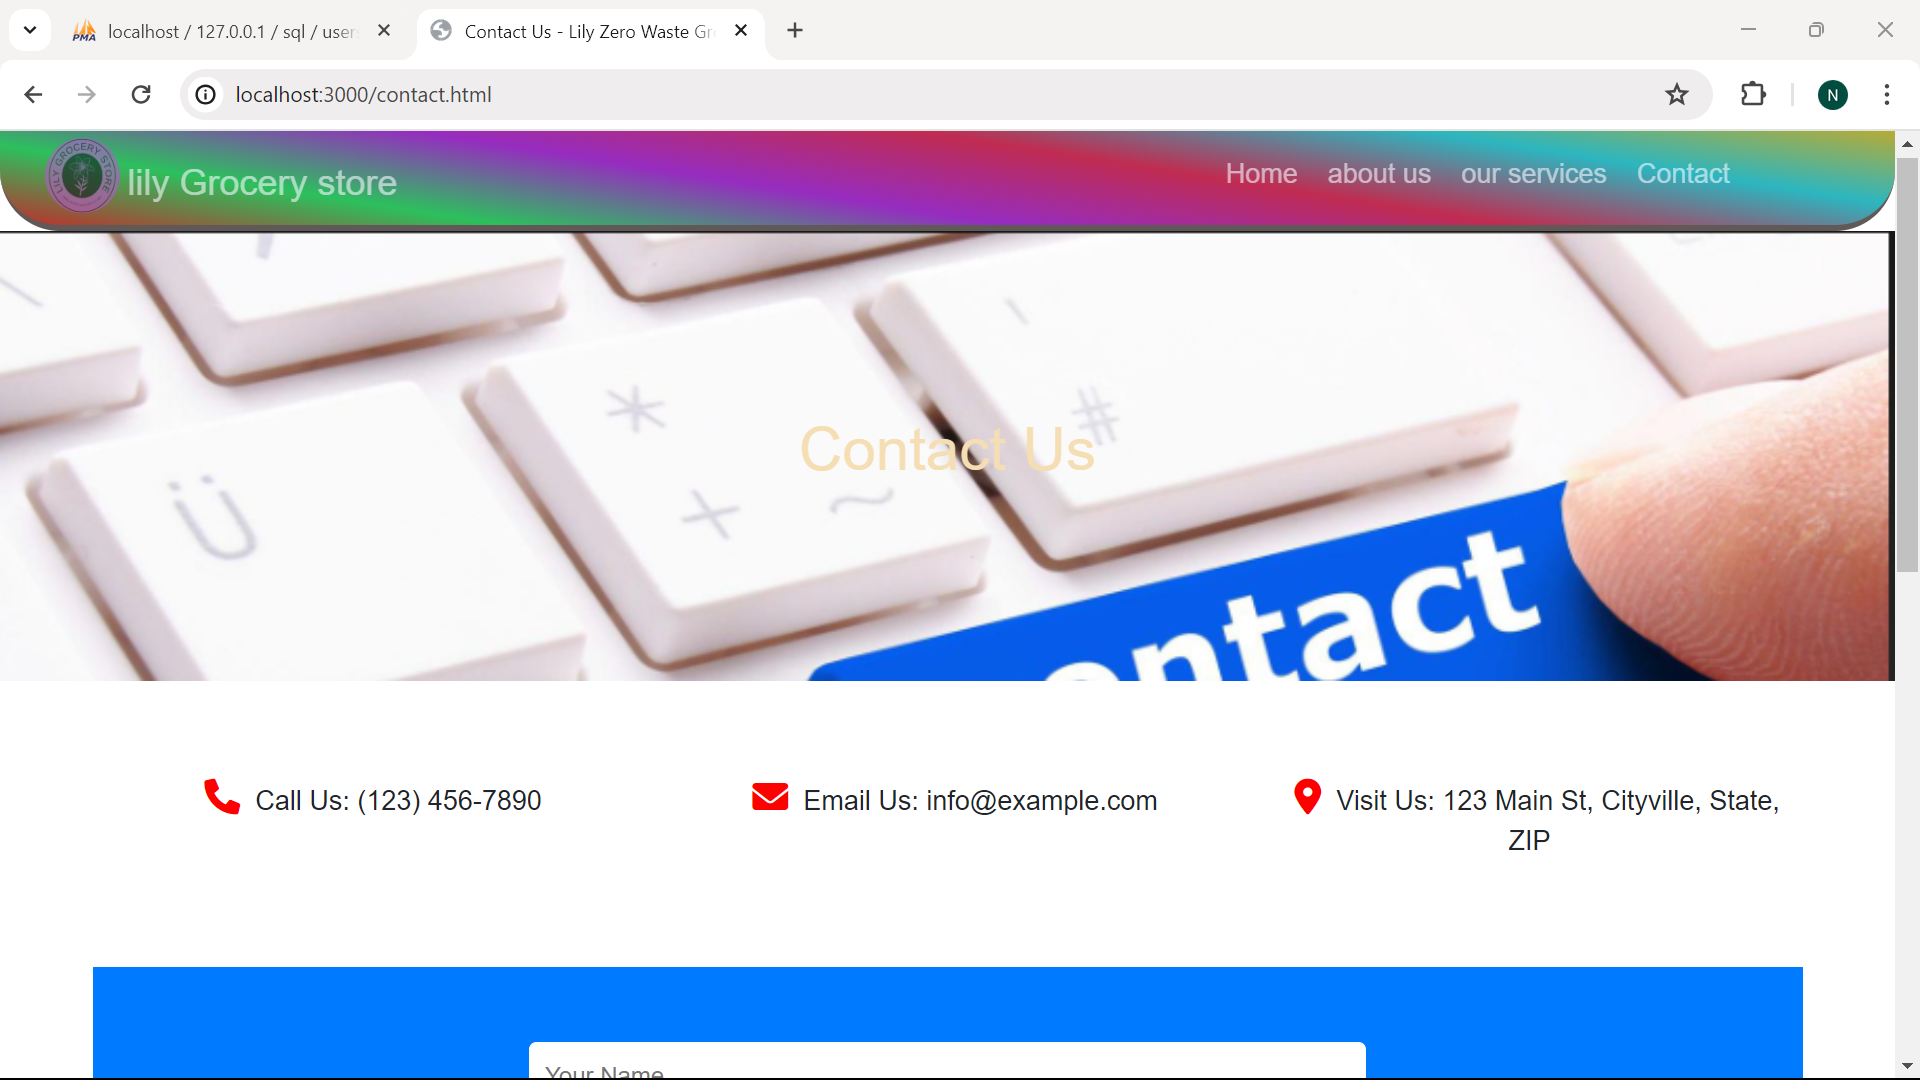 localhost / 127.0.0.1 / sql / user
Contact Us - Lily Zero Waste Gr
localhost:3000/contact.html
N
LILY GROCERY STORE
lily Grocery store
Home about us our services Contact
Contact Us
*
#
Ü
+ ~
ontact
Call Us: (123) 456-7890
Email Us: info@example.com
Visit Us: 123 Main St, Cityville, State,
ZIP
Your Name